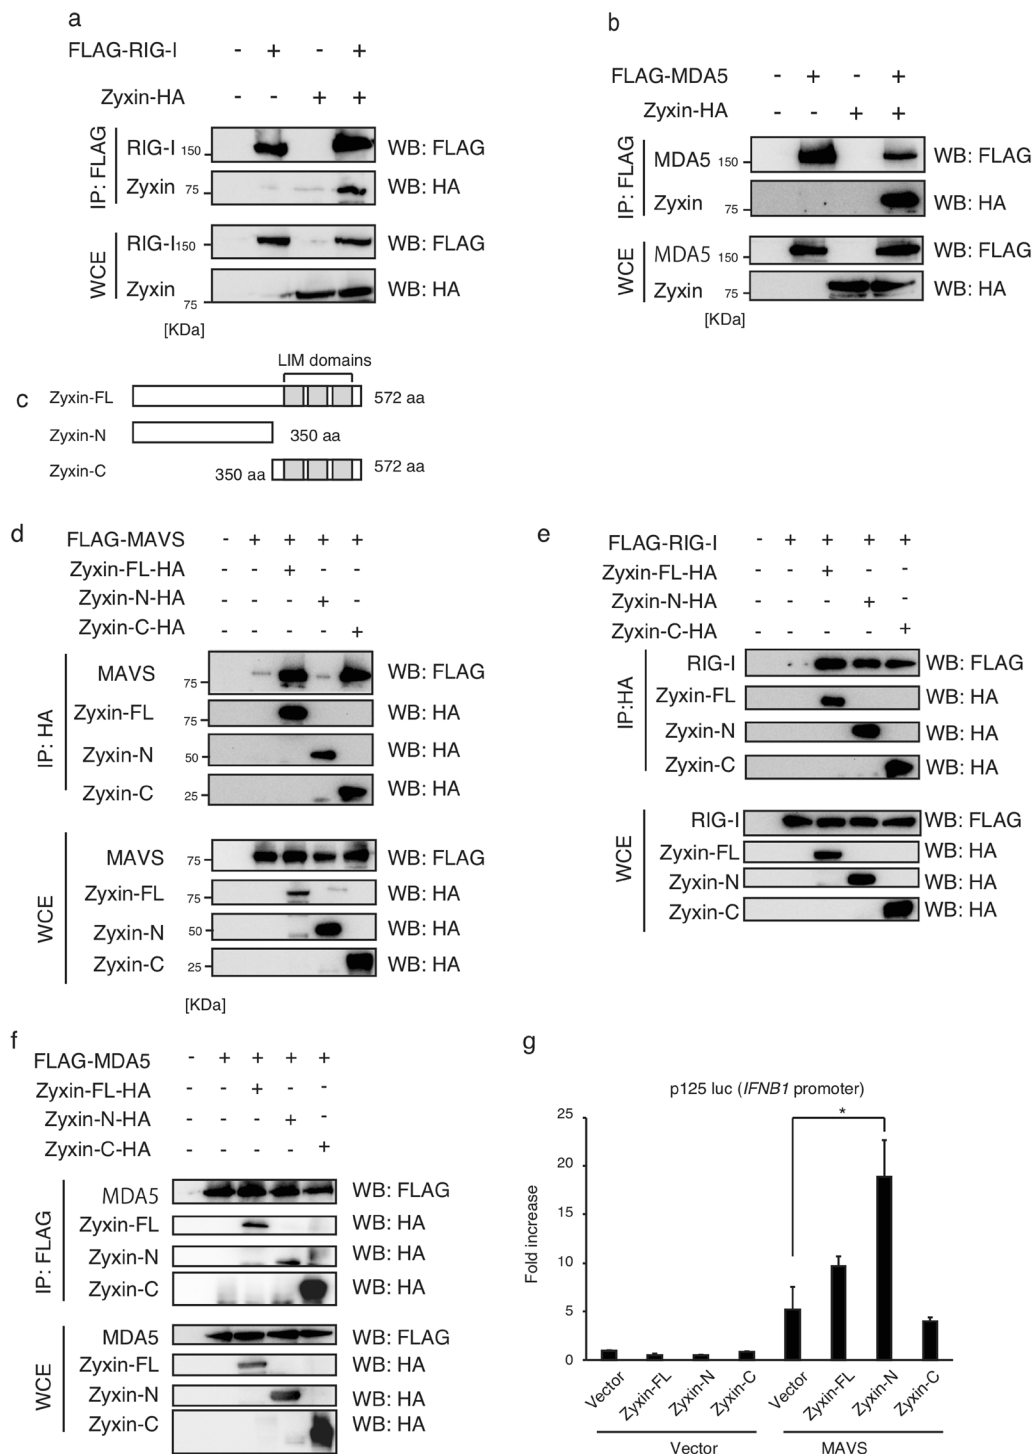 a
FLAG-RIG-I - + - +
Zyxin-HA - - + +
IP: FLAG
RIG-I 150 WB: FLAG
Zyxin 75 WB: HA
WCE
RIG-I 150 WB: FLAG
Zyxin 75 WB: HA
[KDa]
b
FLAG-MDA5 - + - +
Zyxin-HA - - + +
IP: FLAG
MDA5 150 WB: FLAG
Zyxin 75 WB: HA
WCE
MDA5 150 WB: FLAG
Zyxin 75 WB: HA
[KDa]
c
LIM domains
Zyxin-FL 572 aa
Zyxin-N 350 aa
Zyxin-C 350 aa 572 aa
d
FLAG-MAVS - + + + +
Zyxin-FL-HA - - + - -
Zyxin-N-HA - - - + -
Zyxin-C-HA - - - - +
IP: HA
MAVS 75 WB: FLAG
Zyxin-FL 75 WB: HA
Zyxin-N 50 WB: HA
Zyxin-C 25 WB: HA
WCE
MAVS 75 WB: FLAG
Zyxin-FL 75 WB: HA
Zyxin-N 50 WB: HA
Zyxin-C 25 WB: HA
[KDa]
e
FLAG-RIG-I - + + + +
Zyxin-FL-HA - - + - -
Zyxin-N-HA - - - + -
Zyxin-C-HA - - - - +
IP:HA
RIG-I WB: FLAG
Zyxin-FL WB: HA
Zyxin-N WB: HA
Zyxin-C WB: HA
WCE
RIG-I WB: FLAG
Zyxin-FL WB: HA
Zyxin-N WB: HA
Zyxin-C WB: HA
f
FLAG-MDA5 - + + + +
Zyxin-FL-HA - - + - -
Zyxin-N-HA - - - + -
Zyxin-C-HA - - - - +
IP: FLAG
MDA5 WB: FLAG
Zyxin-FL WB: HA
Zyxin-N WB: HA
Zyxin-C WB: HA
WCE
MDA5 WB: FLAG
Zyxin-FL WB: HA
Zyxin-N WB: HA
Zyxin-C WB: HA
g
p125 luc (IFNB1 promoter)
*
Fold increase
25
20
15
10
5
0
Vector Zyxin-FL Zyxin-N Zyxin-C Vector Zyxin-FL Zyxin-N Zyxin-C
Vector MAVS